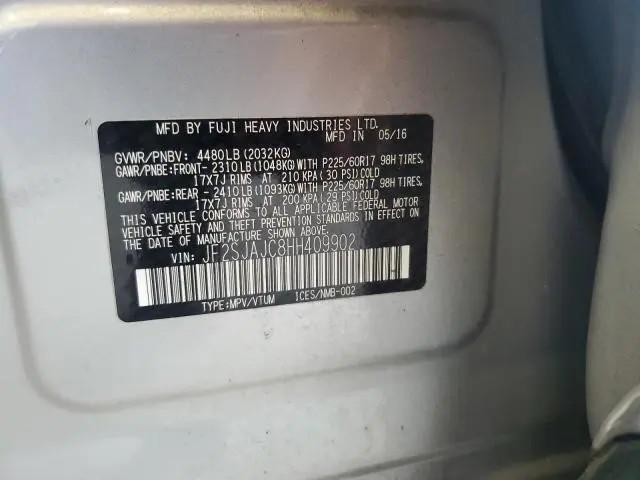 MFD BY FUJI HEAVY INDUSTRIES LTD.
MFD IN 05/16
GVWR/PNBV: 4480LB(2032KG)
GAWR/PNBE:FRONT- 2310LB(1048KG)WITH P225/60R17 98H TIRES,
17X7J RIMS AT 210 KPA(30 PSI)COLD
GAWR/PNBE:REAR - 2410LB(1093KG)WITH P225/60R17 98H TIRES,
17X7J RIMS AT 200 KPA(29 PSI)COLD
THIS VEHICLE CONFORMS TO ALL APPLICABLE FEDERAL MOTOR
VEHICLE SAFETY AND THEFT PREVENTION STANDARDS IN EFFECT ON
THE DATE OF MANUFACTURE SHOWN ABOVE.
VIN: JF2SJAJC8HH409902
TYPE:MPV/VTUM ICES/NMB-002